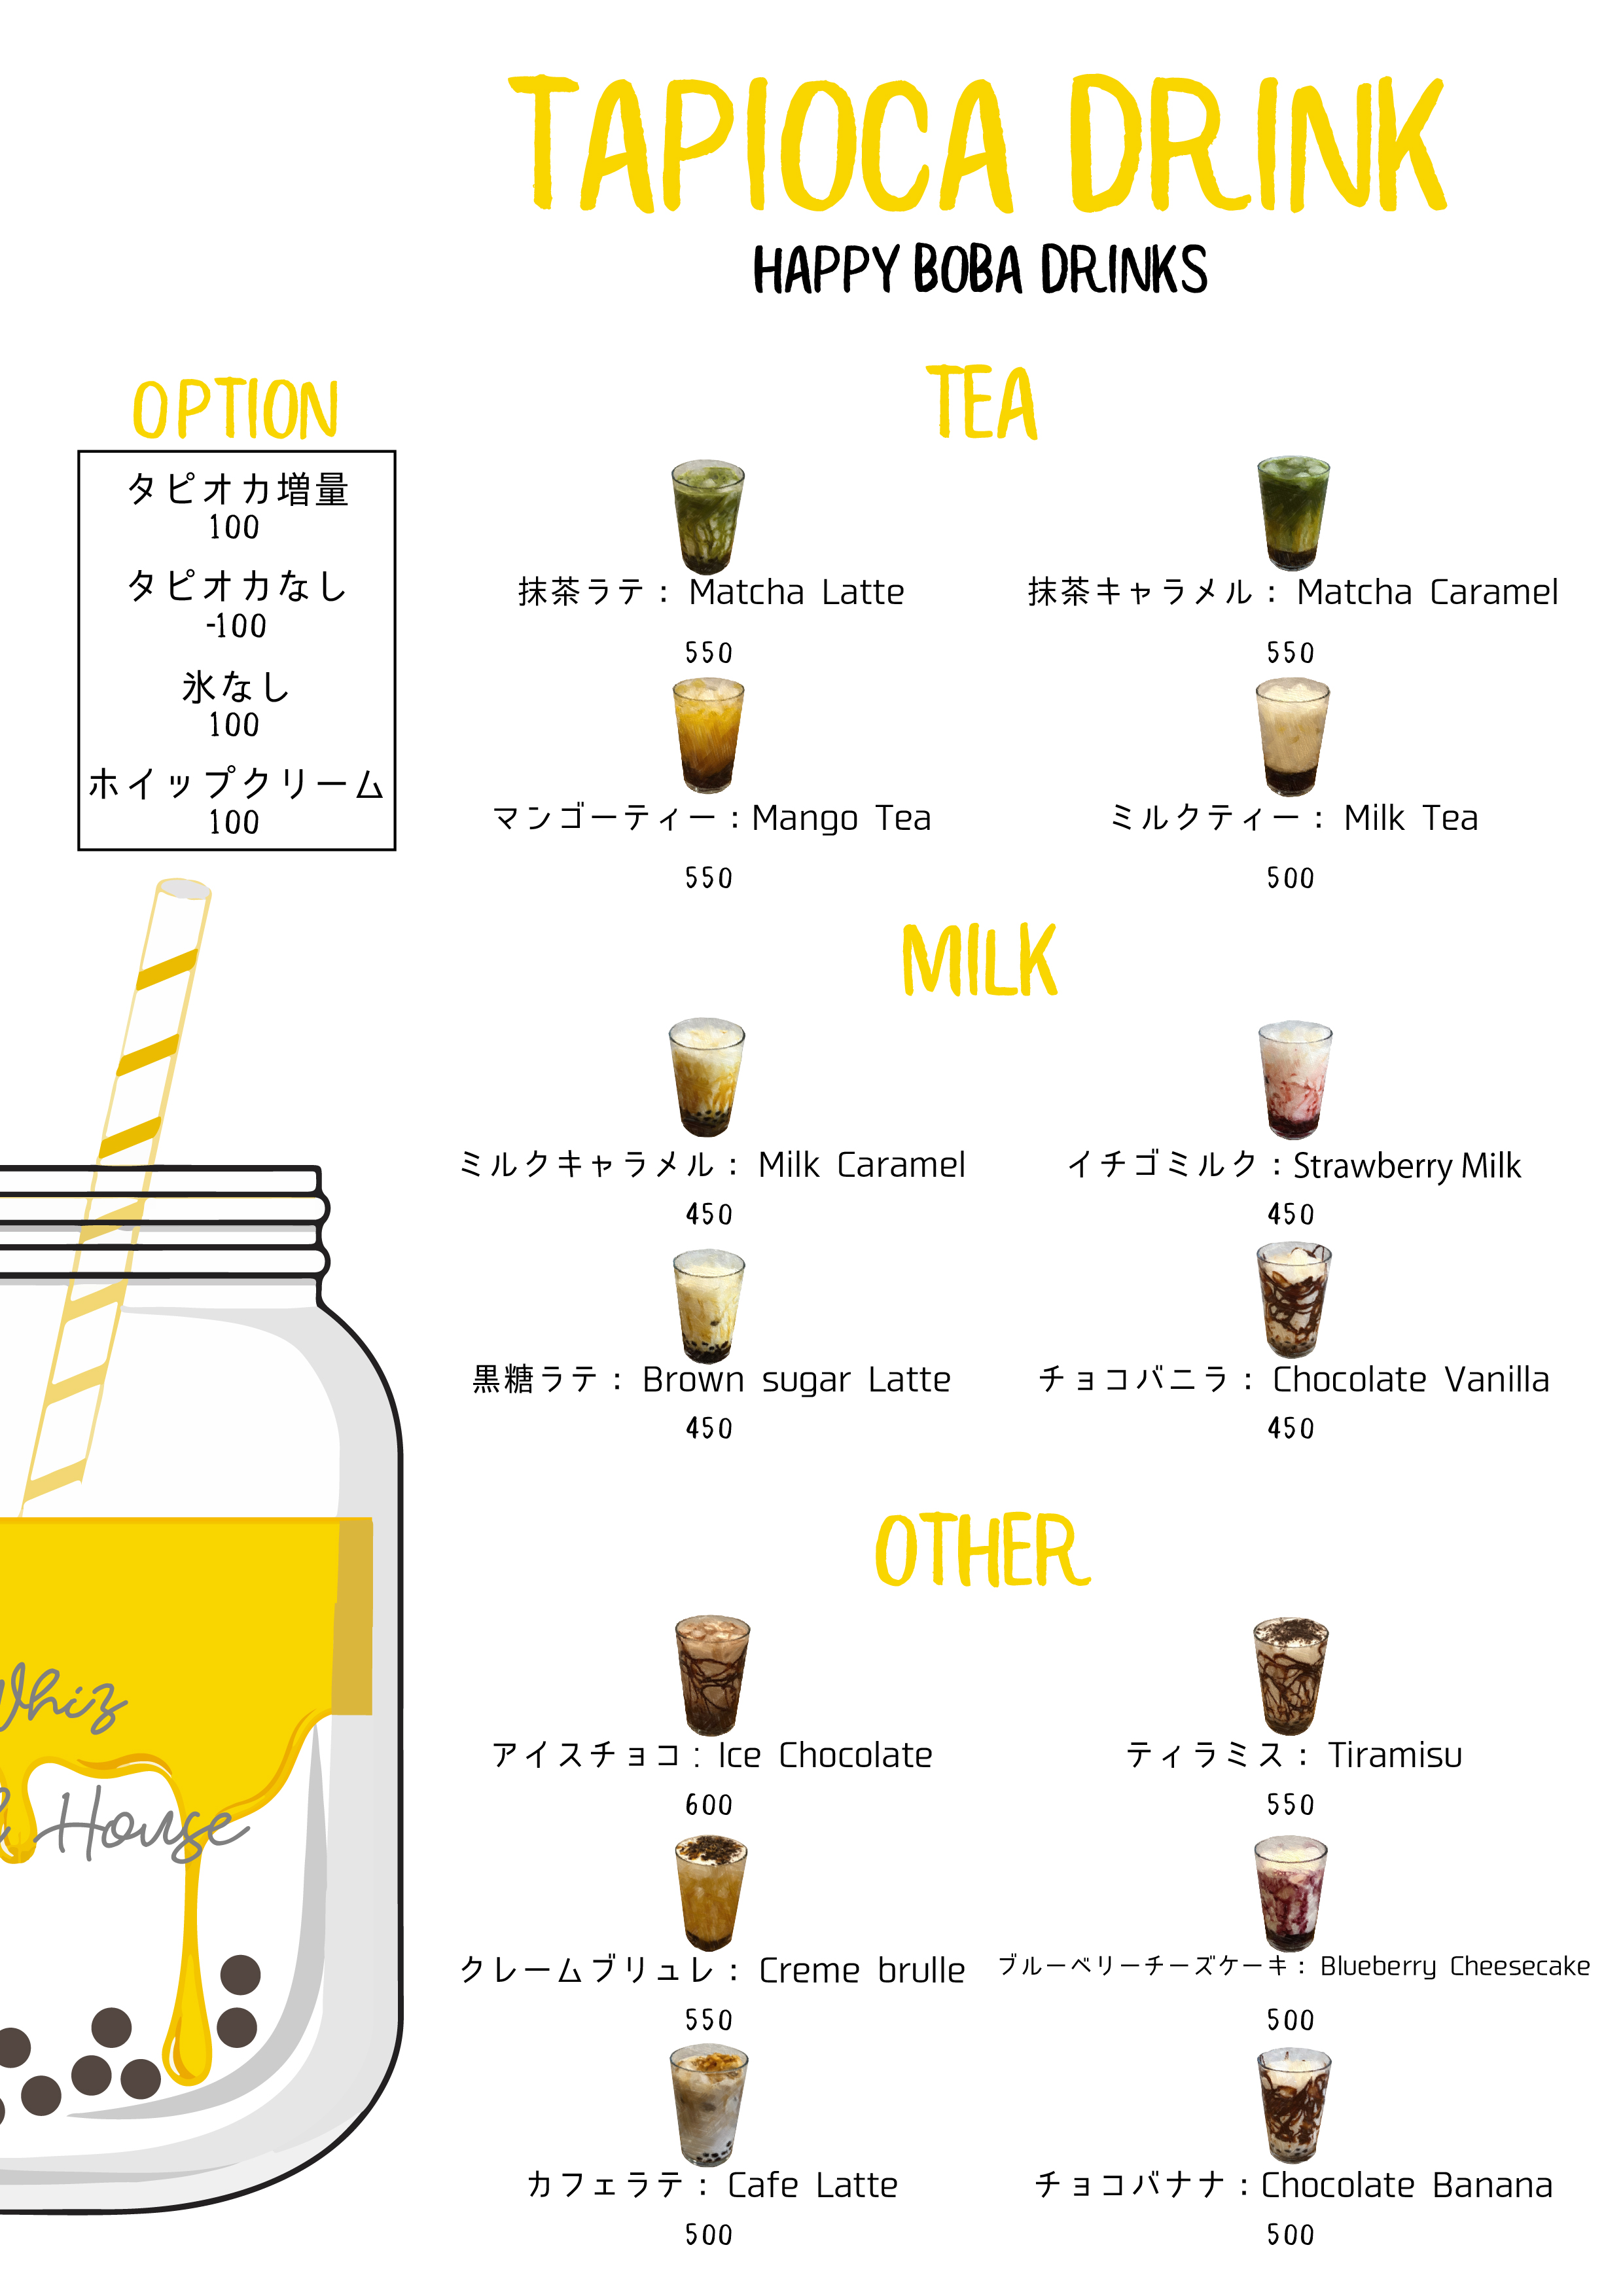 TAPIOCA DRINK
HAPPY BOBA DRINKS
OPTION
タピオカ増量
100
タピオカなし
-100
氷なし
100
ホイップクリーム
100
TEA
抹茶ラテ： Matcha Latte
550
抹茶キャラメル： Matcha Caramel
550
マンゴーティー：Mango Tea
550
ミルクティー： Milk Tea
500
MILK
ミルクキャラメル： Milk Caramel
450
イチゴミルク：Strawberry Milk
450
黒糖ラテ： Brown sugar Latte
450
チョコバニラ： Chocolate Vanilla
450
OTHER
アイスチョコ： Ice Chocolate
600
ティラミス： Tiramisu
550
クレームブリュレ： Creme brulle
550
ブルーベリーチーズケーキ： Blueberry Cheesecake
500
カフェラテ： Cafe Latte
500
チョコバナナ：Chocolate Banana
500
Whiz
House